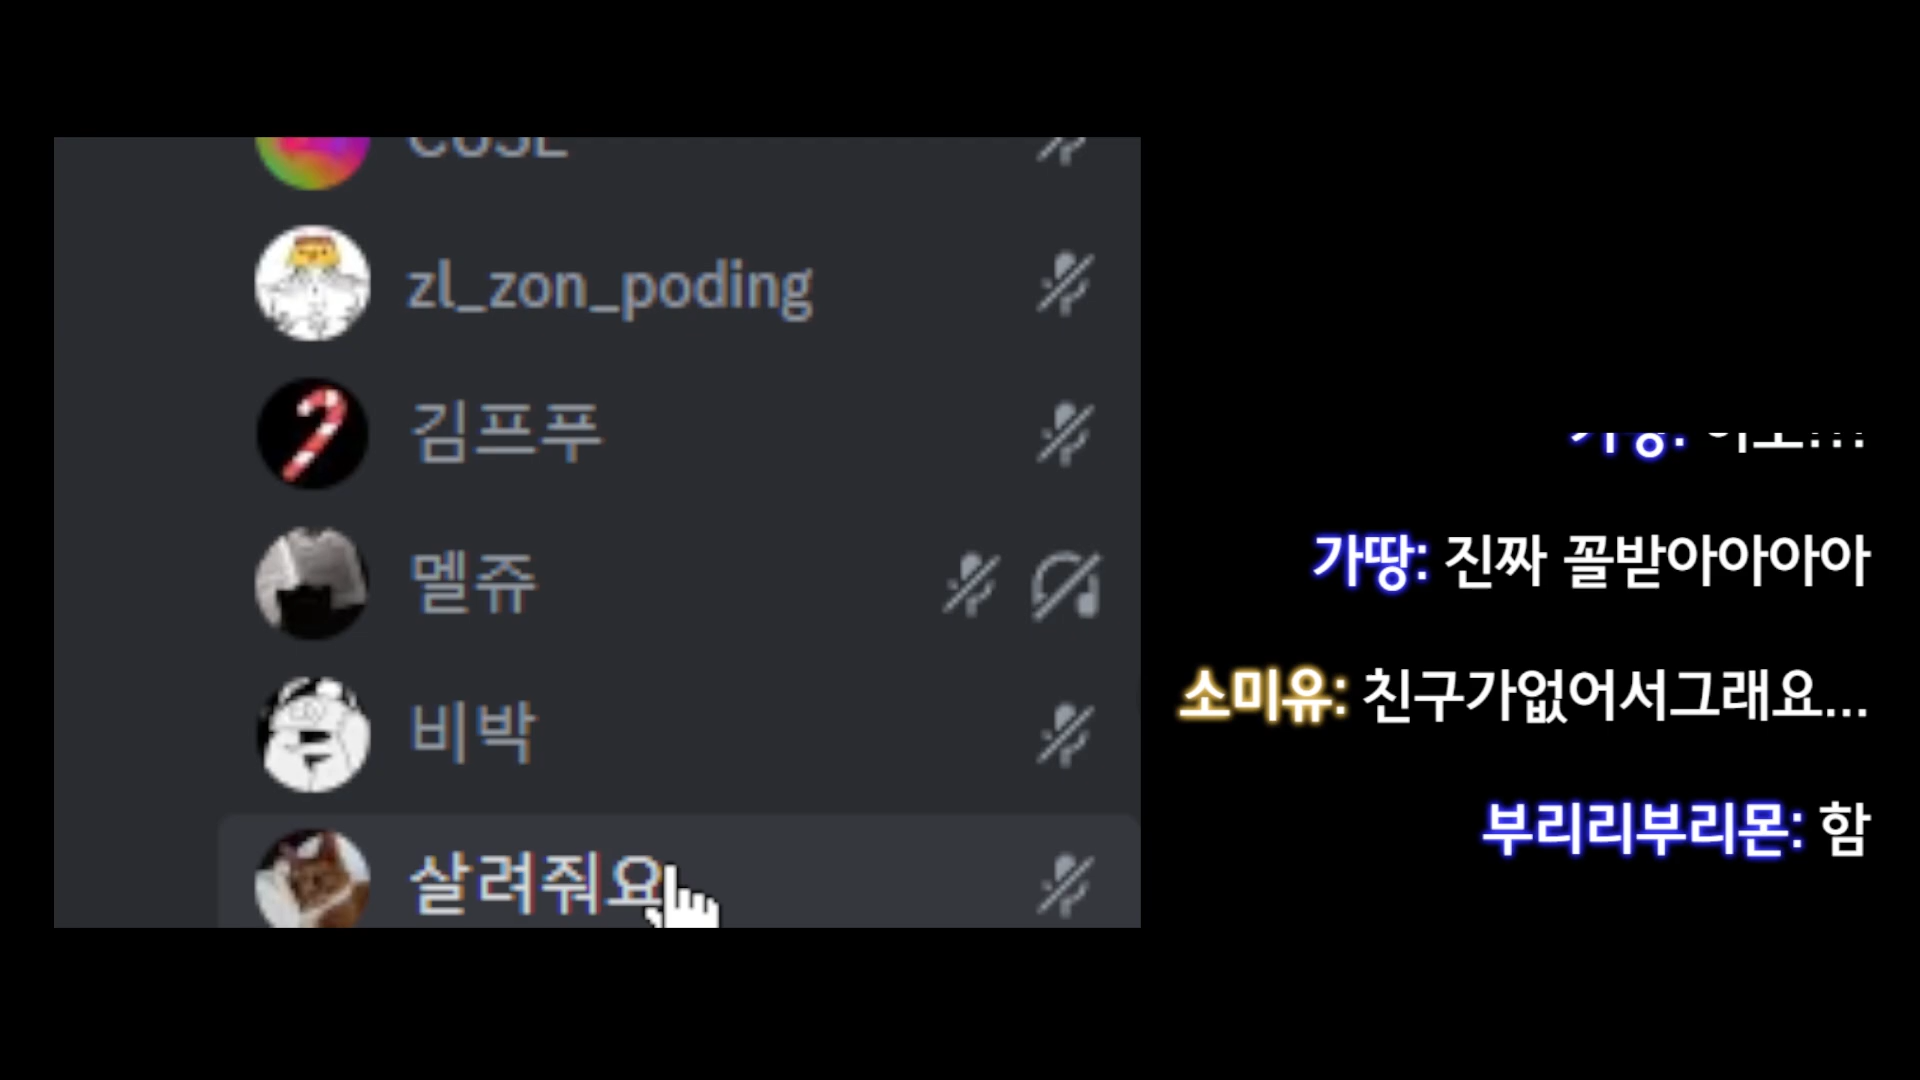 zl_zon_poding
김프푸
멜쥬
비박
살려줘요
가땅: 진짜 꼴받아아아아
소미유: 친구가없어서그래요...
부리리부리몬: 함